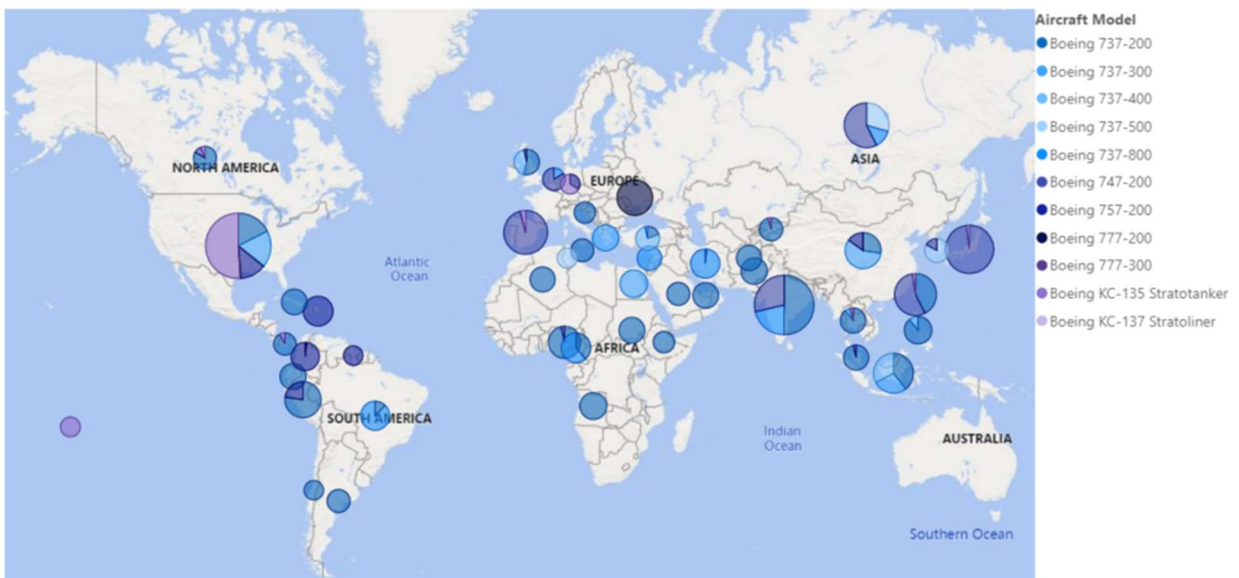 Aircraft Model
Boeing 737-200
Boeing 737-300
Boeing 737-400
Boeing 737-500
Boeing 737-800
Boeing 747-200
Boeing 757-200
Boeing 777-200
Boeing 777-300
Boeing KC-135 Stratotanker
Boeing KC-137 Stratoliner
NORTH AMERICA
EUROPE
ASIA
Atlantic
Ocean
AFRICA
SOUTH AMERICA
Indian
Ocean
AUSTRALIA
Southern Ocean